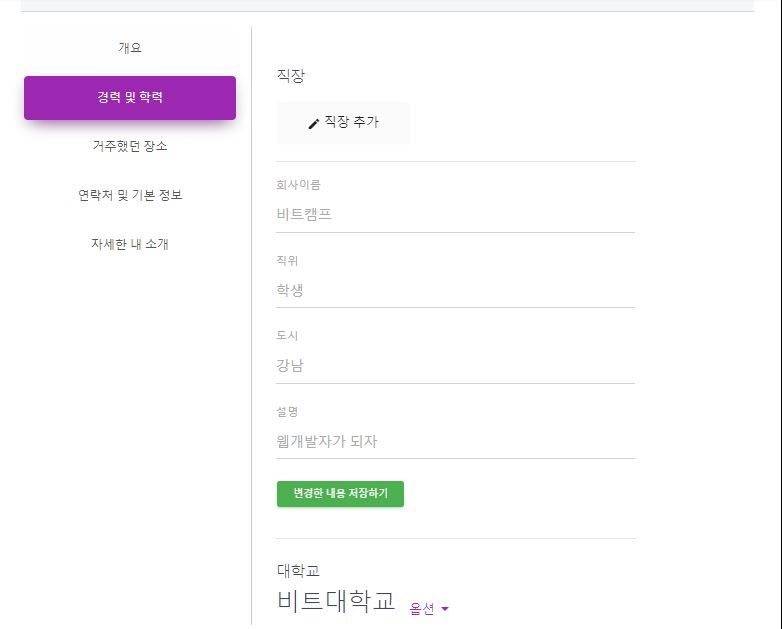 개요
경력 및 학력
거주했던 장소
연락처 및 기본 정보
자세한 내 소개
직장
직장 추가
회사이름
비트캠프
직위
학생
도시
강남
설명
웹개발자가 되자
변경한 내용 저장하기
대학교
비트대학교 옵션